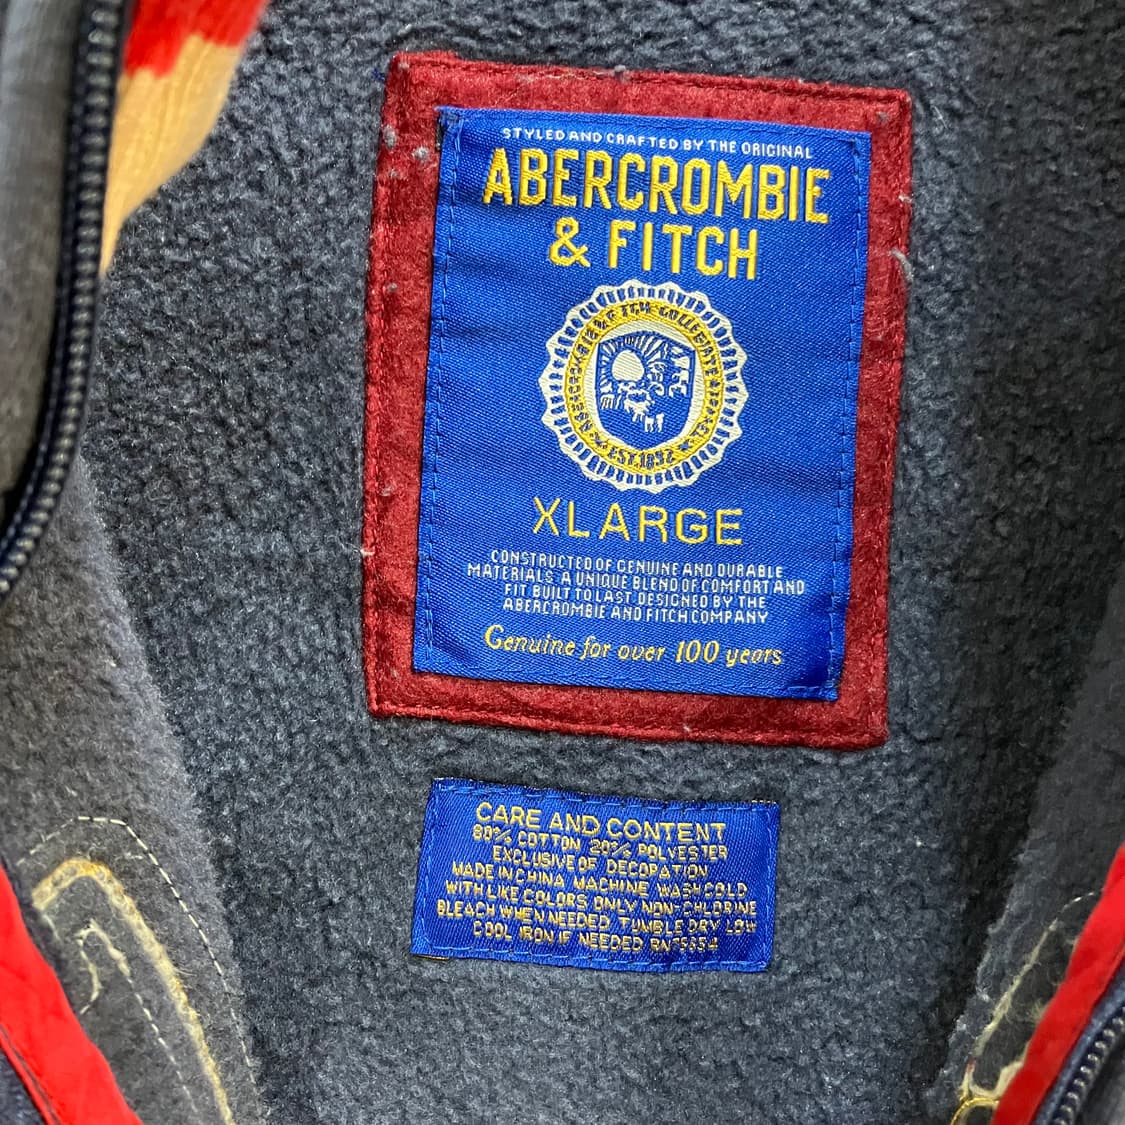 STYLED AND CRAFTED BY THE ORIGINAL
ABERCROMBIE
& FITCH
EST.1892
XLARGE
CONSTRUCTED OF GENUINE AND DURABLE
MATERIALS. A UNIQUE BLEND OF COMFORT AND
FIT BUILT TO LAST. DESIGNED BY THE
ABERCROMBIE AND FITCH COMPANY
Genuine for over 100 years
CARE AND CONTENT
80% COTTON 20% POLYESTER
EXCLUSIVE OF DECORATION
MADE IN CHINA MACHINE WASH COLD
WITH LIKE COLORS ONLY NON-CHLORINE
BLEACH WHEN NEEDED TUMBLE DRY LOW
COOL IRON IF NEEDED RN75654